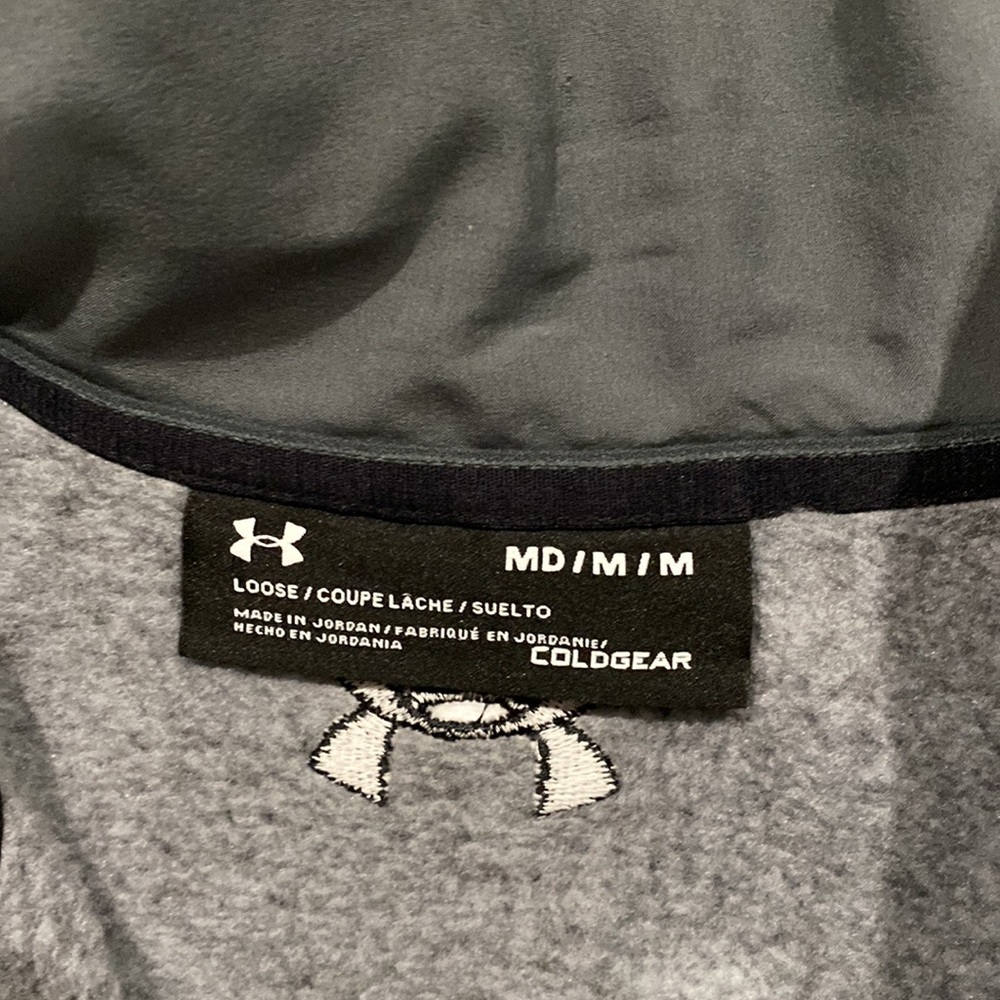 MD / M / M
LOOSE / COUPE LÂCHE / SUELTO
MADE IN JORDAN / FABRIQUÉ EN JORDANIE/
HECHO EN JORDANIA
COLDGEAR